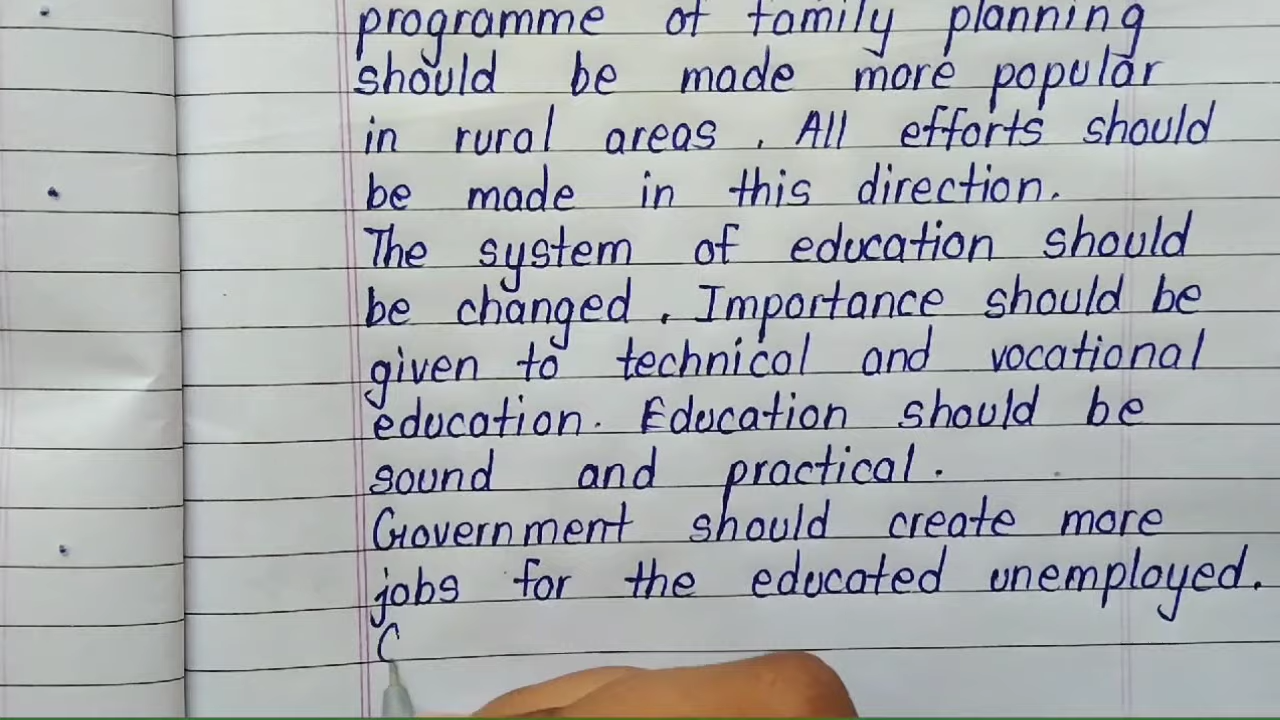 programme of family planning
should be made more popular
in rural areas. All efforts should
be made in this direction.
The system of education should
be changed. Importance should be
given to technical and vocational
education. Education should be
sound and practical.
Government should create more
jobs for the educated unemployed.
C